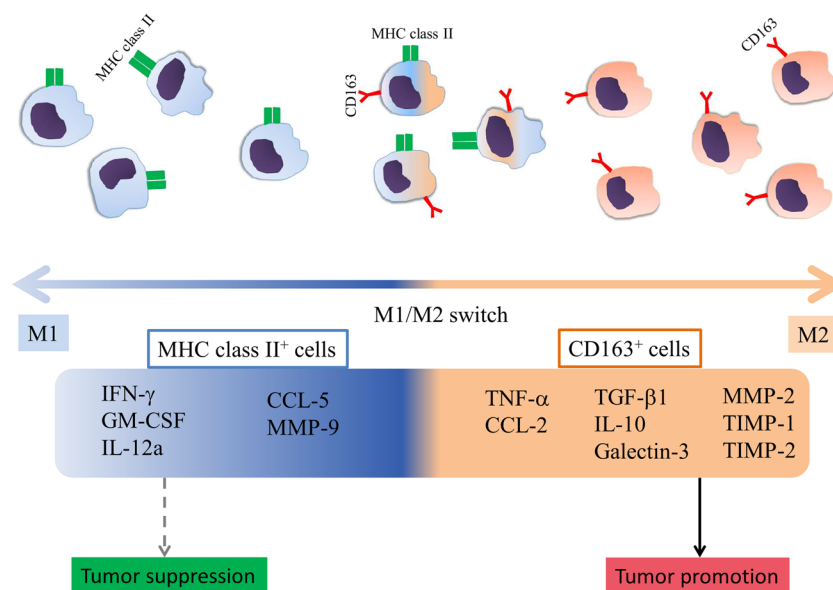 MHC class II
CD163
MHC class II
CD163
M1/M2 switch
M1
M2
MHC class II⁺ cells
CD163⁺ cells
IFN-γ
GM-CSF
IL-12a
CCL-5
MMP-9
TNF-α
CCL-2
TGF-β1
IL-10
Galectin-3
MMP-2
TIMP-1
TIMP-2
Tumor suppression
Tumor promotion